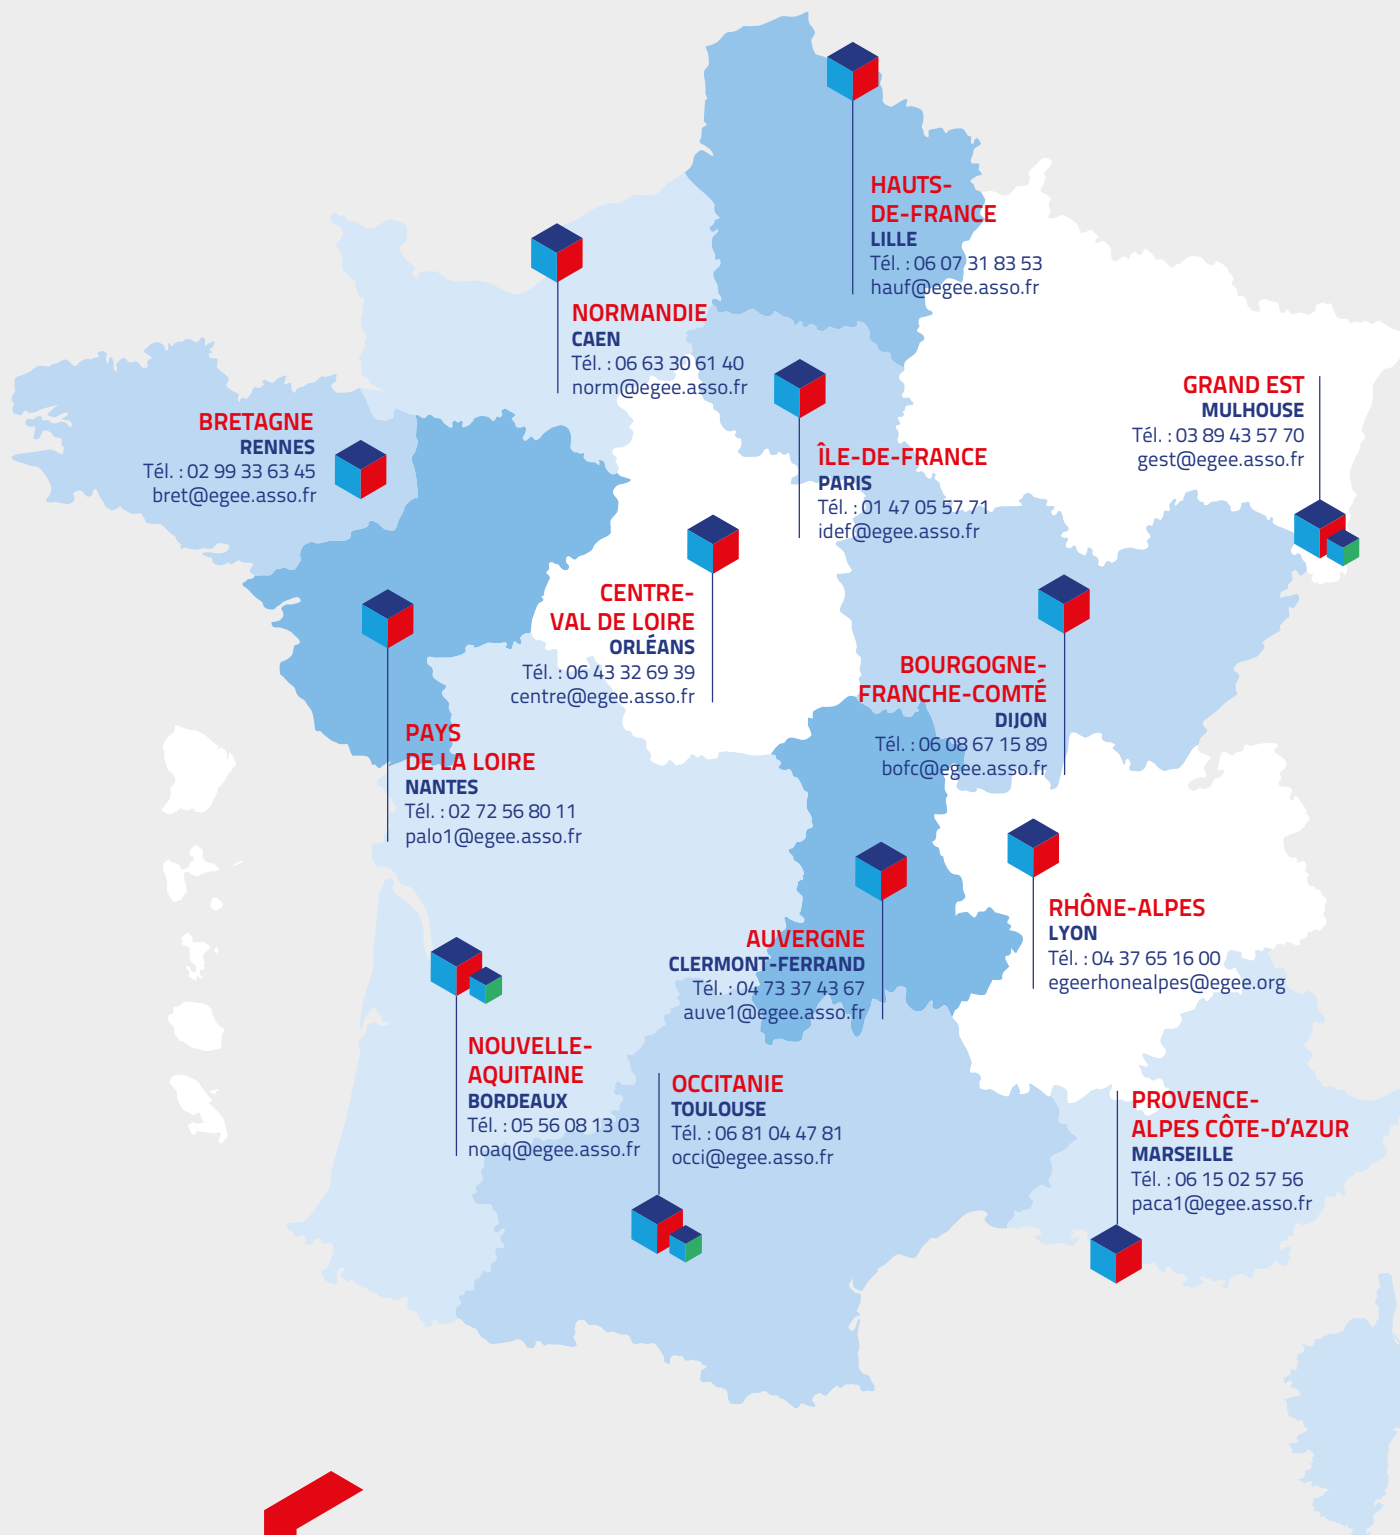 HAUTS-
DE-FRANCE
LILLE
Tél. : 06 07 31 83 53
hauf@egee.asso.fr
NORMANDIE
CAEN
Tél. : 06 63 30 61 40
norm@egee.asso.fr
BRETAGNE
RENNES
Tél. : 02 99 33 63 45
bret@egee.asso.fr
GRAND EST
MULHOUSE
Tél. : 03 89 43 57 70
gest@egee.asso.fr
ÎLE-DE-FRANCE
PARIS
Tél. : 01 47 05 57 71
idef@egee.asso.fr
CENTRE-
VAL DE LOIRE
ORLÉANS
Tél. : 06 43 32 69 39
centre@egee.asso.fr
BOURGOGNE-
FRANCHE-COMTÉ
DIJON
Tél. : 06 08 67 15 89
bofc@egee.asso.fr
PAYS
DE LA LOIRE
NANTES
Tél. : 02 72 56 80 11
palo1@egee.asso.fr
RHÔNE-ALPES
LYON
Tél. : 04 37 65 16 00
egeerhonealpes@egee.org
AUVERGNE
CLERMONT-FERRAND
Tél. : 04 73 37 43 67
auve1@egee.asso.fr
NOUVELLE-
AQUITAINE
BORDEAUX
Tél. : 05 56 08 13 03
noaq@egee.asso.fr
OCCITANIE
TOULOUSE
Tél. : 06 81 04 47 81
occi@egee.asso.fr
PROVENCE-
ALPES CÔTE-D'AZUR
MARSEILLE
Tél. : 06 15 02 57 56
paca1@egee.asso.fr